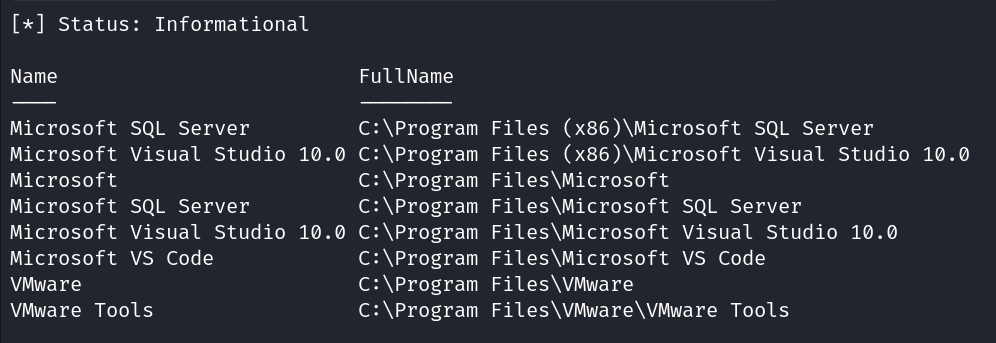 [*] Status: Informational
Name FullName
---- --------
Microsoft SQL Server C:\Program Files (x86)\Microsoft SQL Server
Microsoft Visual Studio 10.0 C:\Program Files (x86)\Microsoft Visual Studio 10.0
Microsoft C:\Program Files\Microsoft
Microsoft SQL Server C:\Program Files\Microsoft SQL Server
Microsoft Visual Studio 10.0 C:\Program Files\Microsoft Visual Studio 10.0
Microsoft VS Code C:\Program Files\Microsoft VS Code
VMware C:\Program Files\VMware
VMware Tools C:\Program Files\VMware\VMware Tools